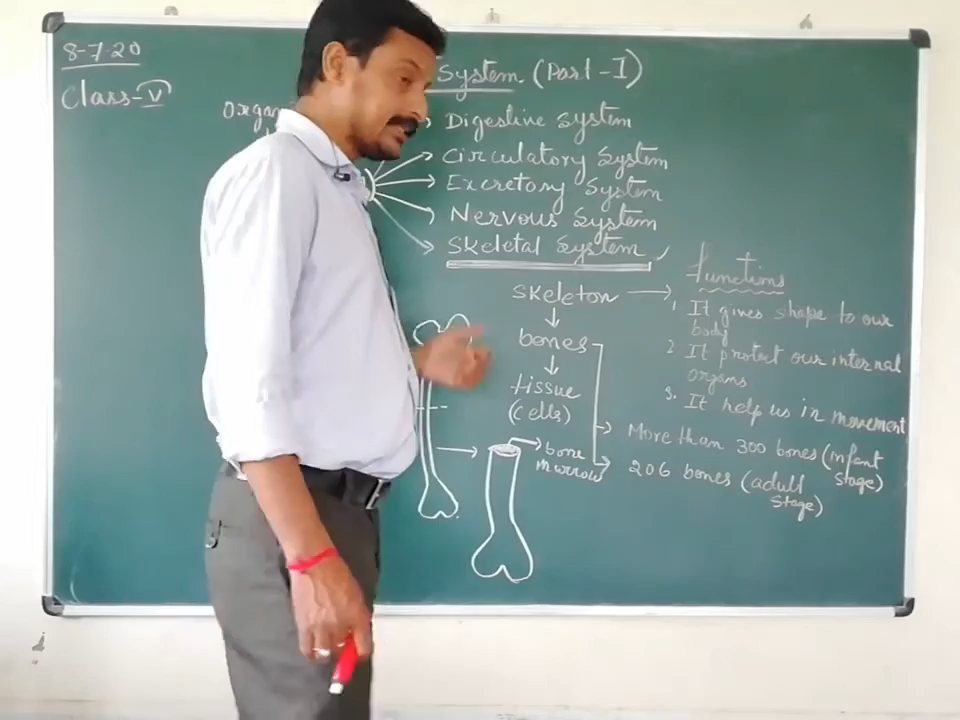 8-7-20
Class-V
System. (Part-I)
Organ
Digestive System
Circulatory System
Excretory System
Nervous System
Skeletal System
Functions
Skeleton
1. It gives shape to our
body
bones
2. It protect our internal
organs
tissue
(cells)
3. It help us in movement
More than 300 bones (infant
stage)
bone
marrow
206 bones (adult
stage)